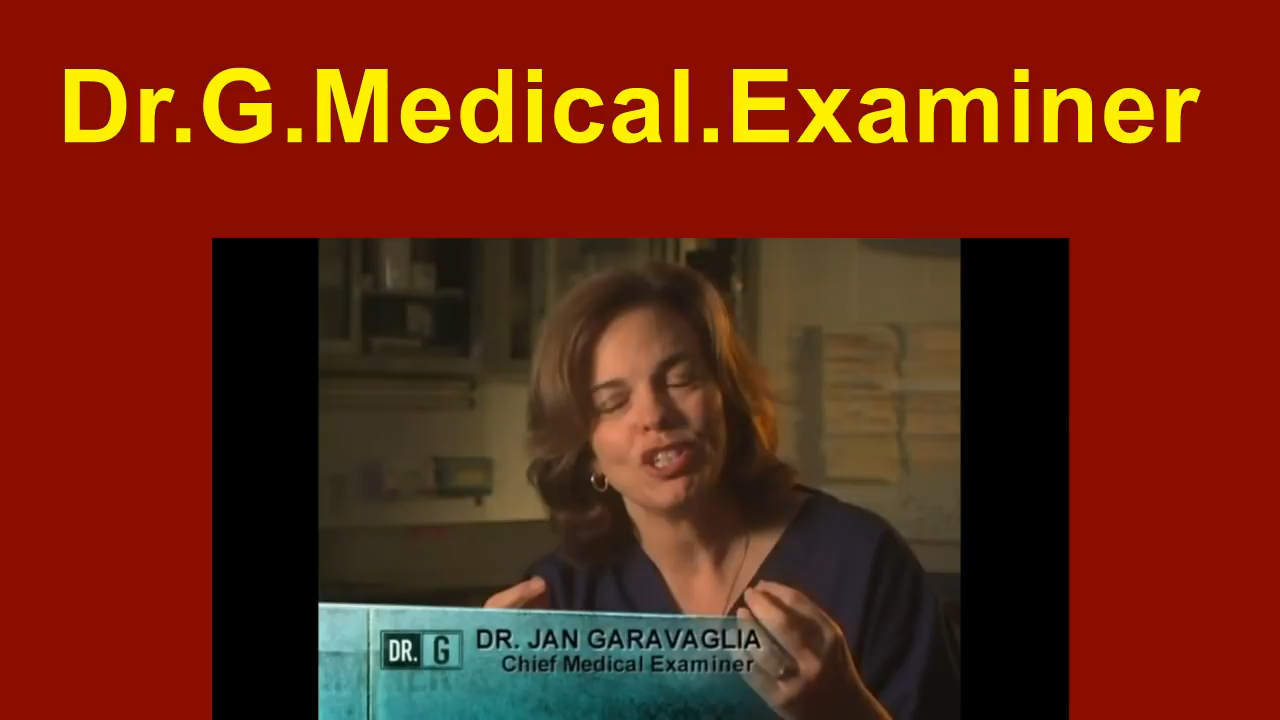 Dr.G.Medical.Examiner
DR. G
DR. JAN GARAVAGLIA
Chief Medical Examiner